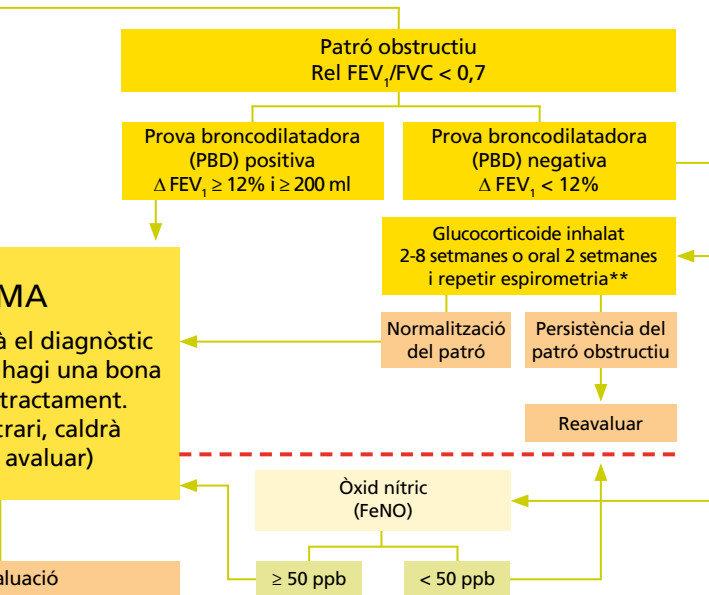 Patró obstructiu
Rel FEV₁/FVC < 0,7
Prova broncodilatadora
(PBD) positiva
Δ FEV₁ ≥ 12% i ≥ 200 ml
Prova broncodilatadora
(PBD) negativa
Δ FEV₁ < 12%
Glucocorticoide inhalat
2-8 setmanes o oral 2 setmanes
i repetir espirometria**
Normalització
del patró
Persistència del
patró obstructiu
Reavaluar
MA
à el diagnòstic
hagi una bona
tractament.
trari, caldrà
avaluar)
Òxid nítric
(FeNO)
≥ 50 ppb
< 50 ppb
aluació